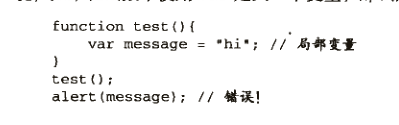 function test(){
var message = "hi"; // 局部变量
}
test();
alert(message); // 错误!